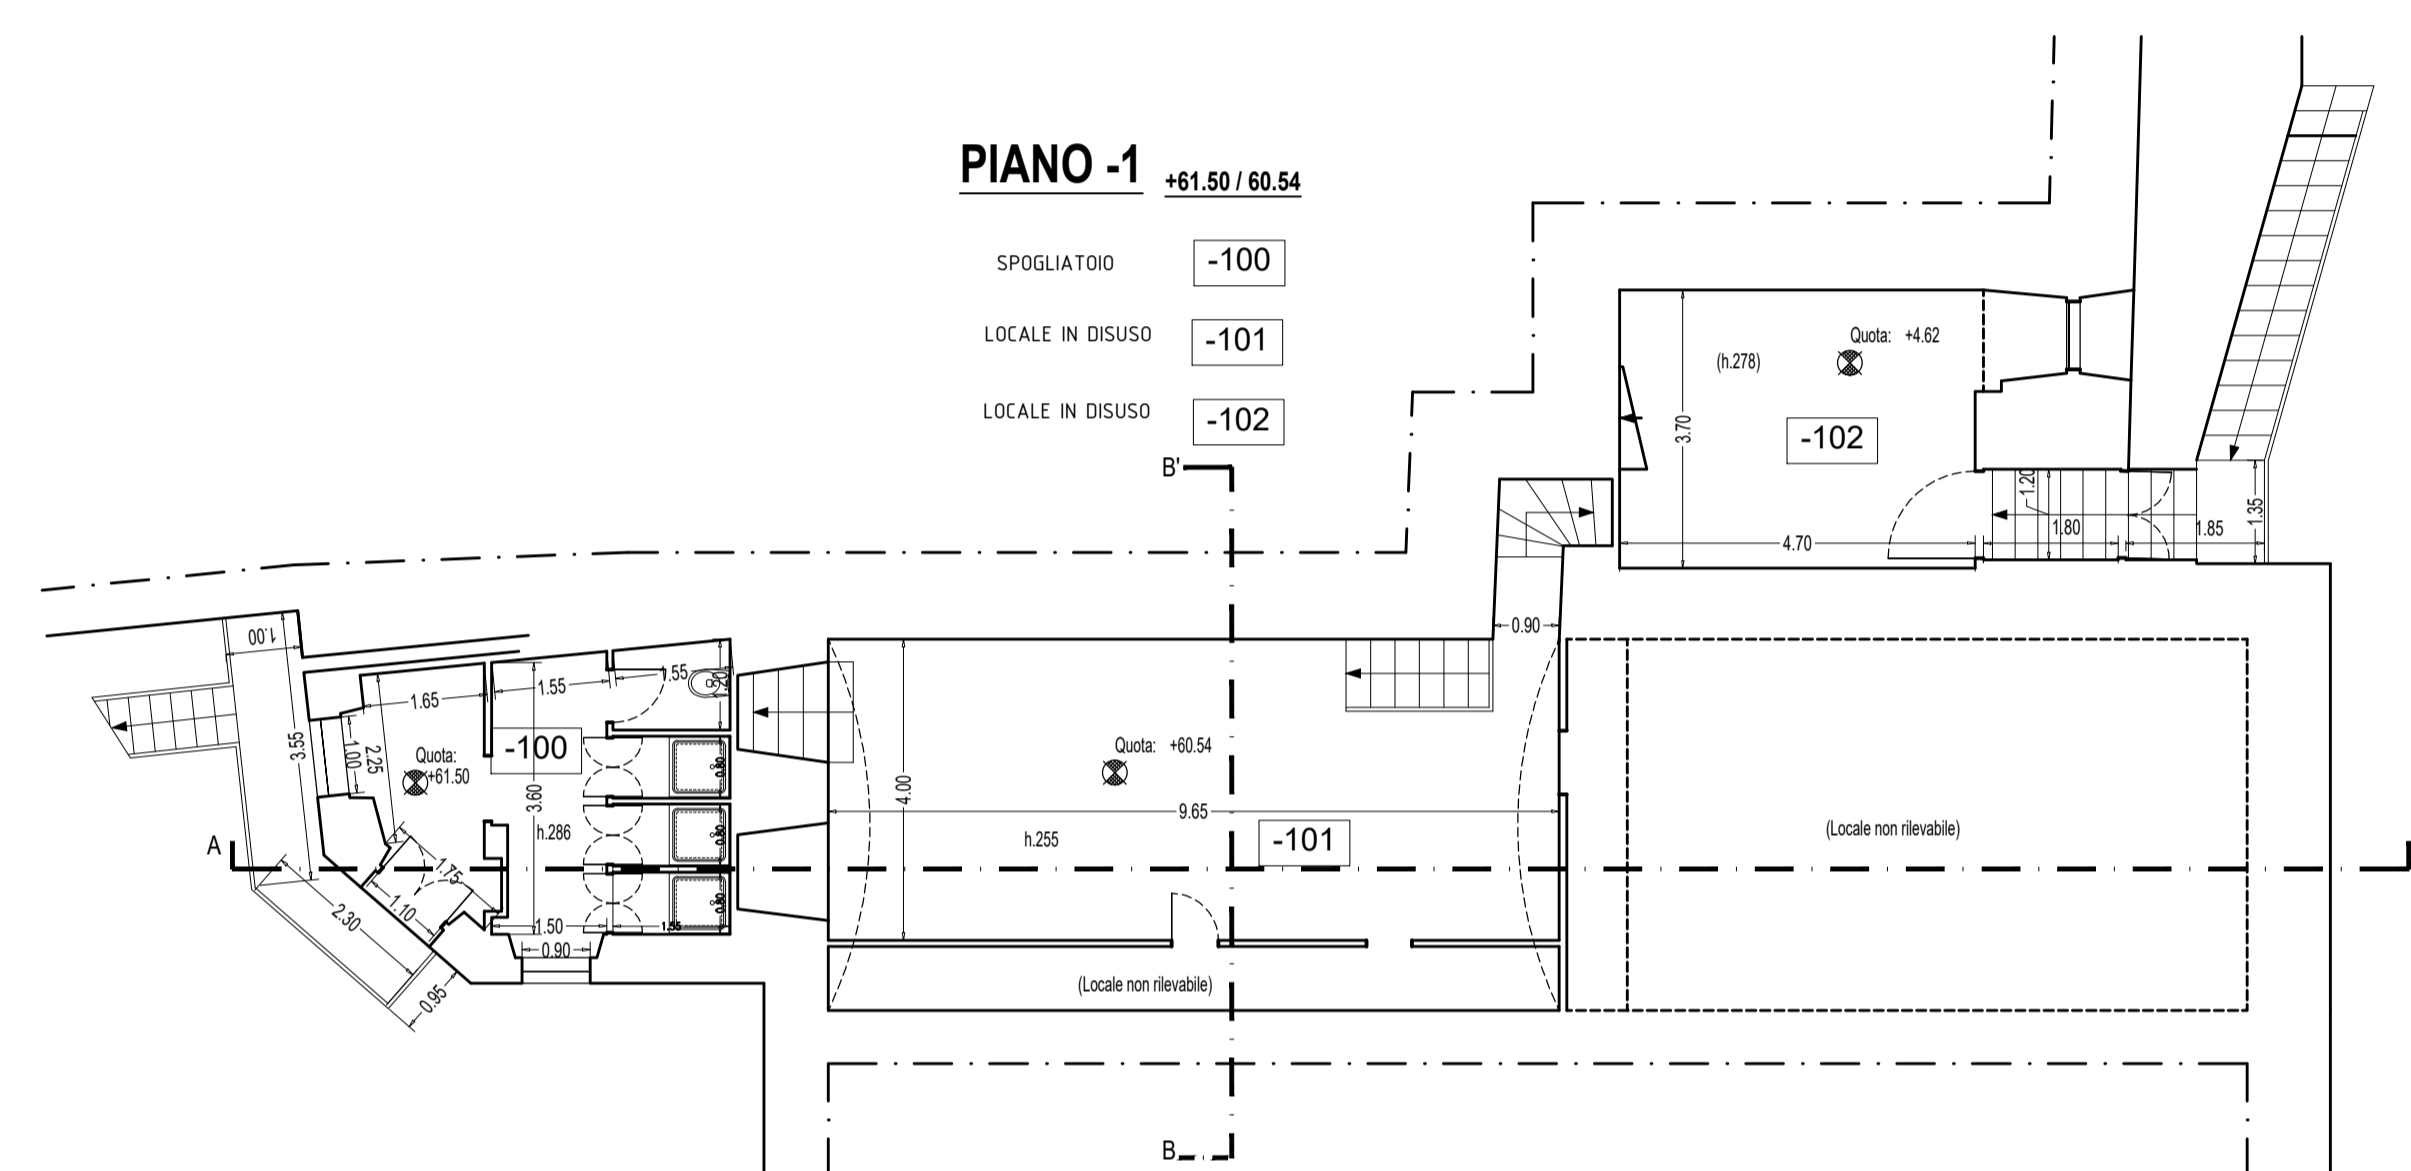 PIANO -1 +61.50 / 60.54
SPOGLIATOIO -100
LOCALE IN DISUSO -101
LOCALE IN DISUSO -102
B'
Quota: +4.62
(h.278)
-102
3.70
4.70
1.20
1.80
1.85
1.35
0.90
1.00
3.55
1.65
1.55
1.55
1.20
-100
1.00
2.25
Quota:
+61.50
3.60
h.286
0.80
0.80
0.80
A
1.75
1.10
2.30
0.95
1.50
1.55
0.90
Quota: +60.54
4.00
9.65
h.255
-101
(Locale non rilevabile)
(Locale non rilevabile)
B